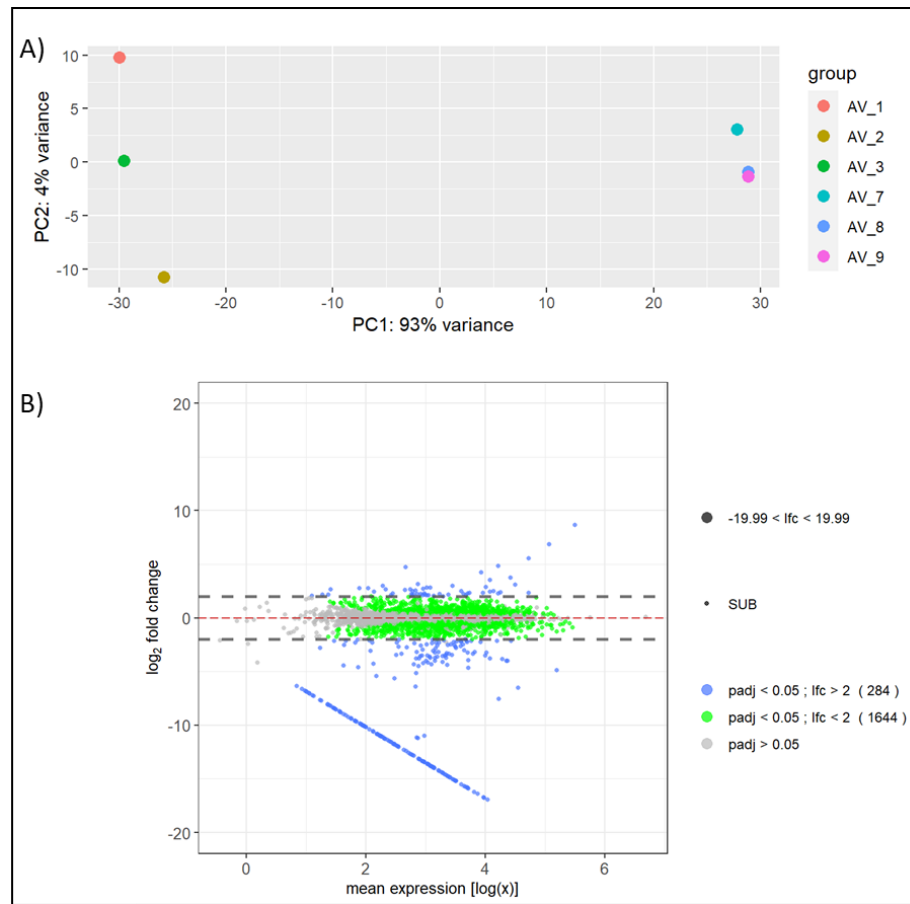 A)
10
5
0
-5
-10
PC2: 4% variance
-30
-20
-10
0
10
20
30
PC1: 93% variance
group
AV_1
AV_2
AV_3
AV_7
AV_8
AV_9
B)
20
10
0
-10
-20
log2 fold change
0
2
4
6
mean expression [log(x)]
-19.99 < lfc < 19.99
SUB
padj < 0.05 ; lfc > 2 ( 284 )
padj < 0.05 ; lfc < 2 ( 1644 )
padj > 0.05